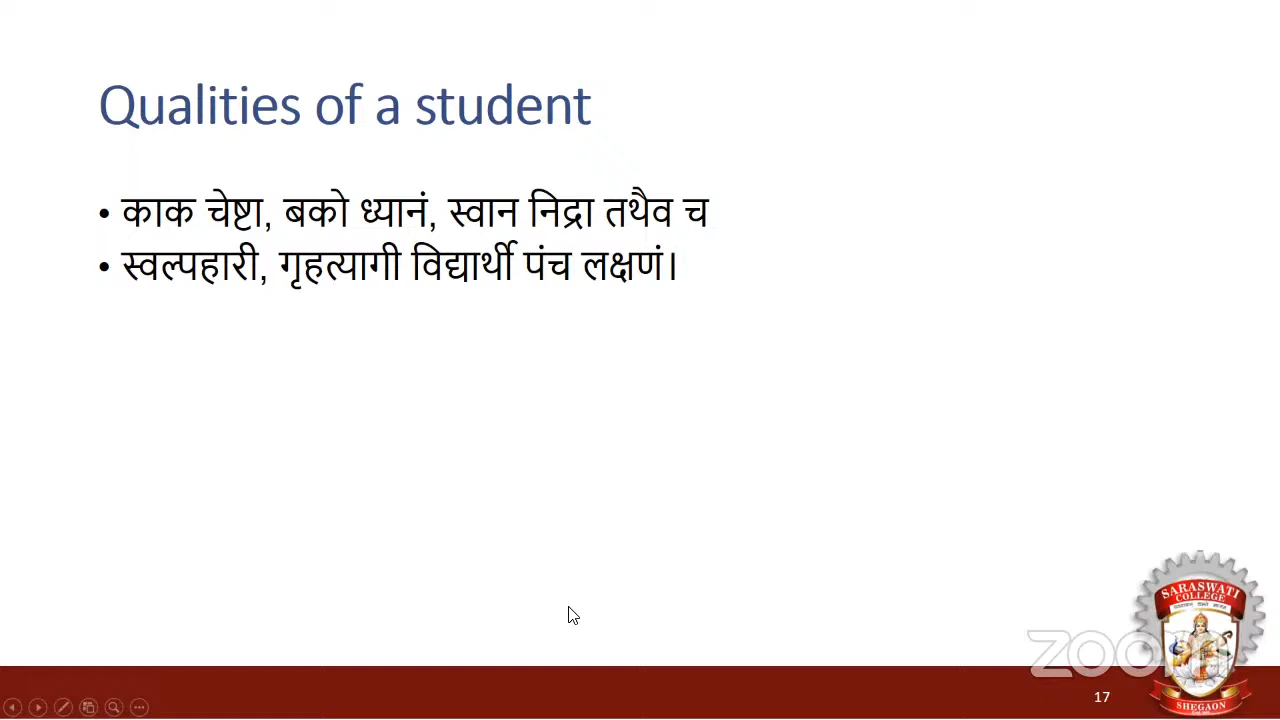 Qualities of a student
• काक चेष्टा, बको ध्यानं, स्वान निद्रा तथैव च
• स्वल्पहारी, गृहत्यागी विद्यार्थी पंच लक्षणं।
SARASWATI
COLLEGE
zoom
17
SHEGAON